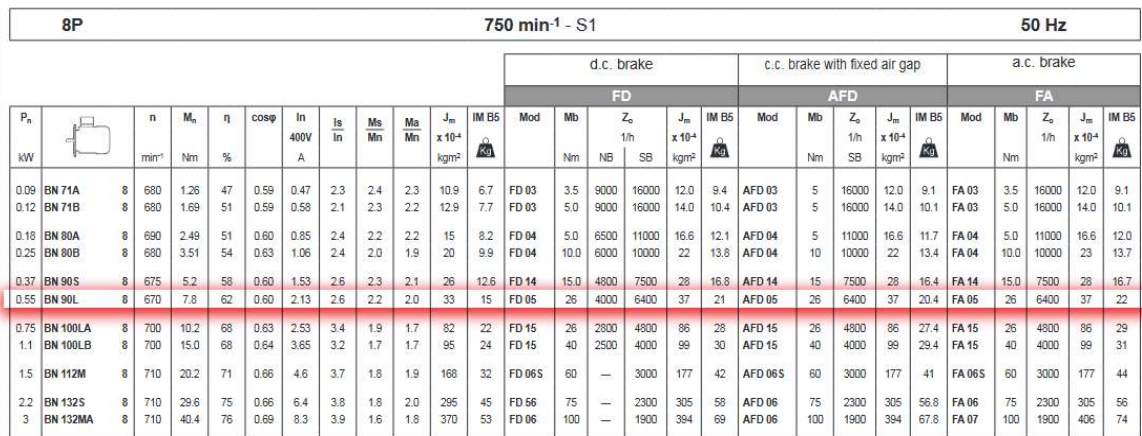 8P 750 min-1 - S1 50 Hz
d.c. brake c.c. brake with fixed air gap a.c. brake
FD AFD FA
Pn n Mn η cosφ In Is/In Ms/Mn Ma/Mn Jm IM B5 Mod Mb Zo Jm IM B5 Mod Mb Zo Jm IM B5 Mod Mb Zo Jm IM B5
400V x 10-4 1/h x 10-4 1/h x 10-4 1/h x 10-4
kW min-1 Nm % A kgm² Kg Nm NB SB kgm² Kg Nm SB kgm² Kg Nm kgm² Kg
0.09 BN 71A 8 680 1.26 47 0.59 0.47 2.3 2.4 2.3 10.9 6.7 FD 03 3.5 9000 16000 12.0 9.4 AFD 03 5 16000 12.0 9.1 FA 03 3.5 16000 12.0 9.1
0.12 BN 71B 8 680 1.69 51 0.59 0.58 2.1 2.3 2.2 12.9 7.7 FD 03 5.0 9000 16000 14.0 10.4 AFD 03 5 16000 14.0 10.1 FA 03 5.0 16000 14.0 10.1
0.18 BN 80A 8 690 2.49 51 0.60 0.85 2.4 2.2 2.2 15 8.2 FD 04 5.0 6500 11000 16.6 12.1 AFD 04 5 11000 16.6 11.7 FA 04 5.0 11000 16.6 12.0
0.25 BN 80B 8 680 3.51 54 0.63 1.06 2.4 2.0 1.9 20 9.9 FD 04 10.0 6000 10000 22 13.8 AFD 04 10 10000 22 13.4 FA 04 10.0 10000 23 13.7
0.37 BN 90S 8 675 5.2 58 0.60 1.53 2.6 2.3 2.1 26 12.6 FD 14 15.0 4800 7500 28 16.8 AFD 14 15 7500 28 16.4 FA 14 15.0 7500 28 16.7
0.55 BN 90L 8 670 7.8 62 0.60 2.13 2.6 2.2 2.0 33 15 FD 05 26 4000 6400 37 21 AFD 05 26 6400 37 20.4 FA 05 26 6400 37 22
0.75 BN 100LA 8 700 10.2 68 0.63 2.53 3.4 1.9 1.7 82 22 FD 15 26 2800 4800 86 28 AFD 15 26 4800 86 27.4 FA 15 26 4800 86 29
1.1 BN 100LB 8 700 15.0 68 0.64 3.65 3.2 1.7 1.7 95 24 FD 15 40 2500 4000 99 30 AFD 15 40 4000 99 29.4 FA 15 40 4000 99 31
1.5 BN 112M 8 710 20.2 71 0.66 4.6 3.7 1.8 1.9 168 32 FD 06S 60 — 3000 177 42 AFD 06S 60 3000 177 41 FA 06S 60 3000 177 44
2.2 BN 132S 8 710 29.6 75 0.66 6.4 3.8 1.8 2.0 295 45 FD 56 75 — 2300 305 58 AFD 06 75 2300 305 56.8 FA 06 75 2300 305 56
3 BN 132MA 8 710 40.4 76 0.69 8.3 3.9 1.6 1.8 370 53 FD 06 100 — 1900 394 69 AFD 06 100 1900 394 67.8 FA 07 100 1900 406 74